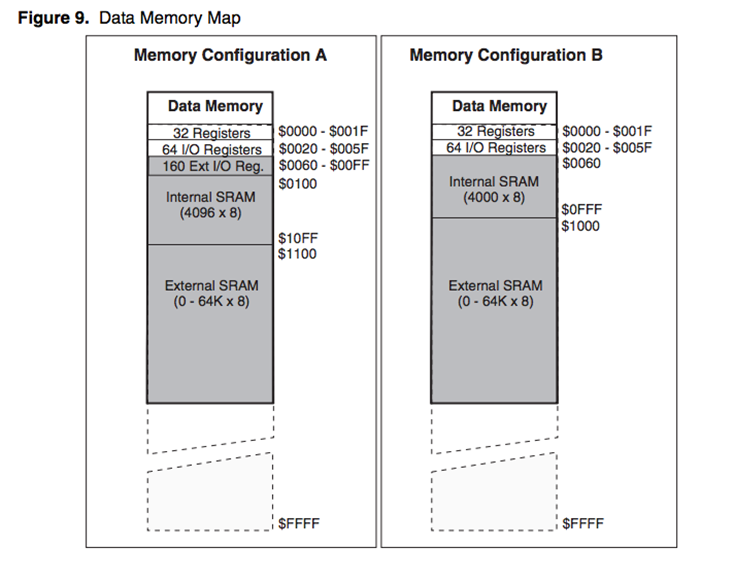 Figure 9. Data Memory Map
Memory Configuration A
Data Memory
32 Registers
$0000 - $001F
64 I/O Registers
$0020 - $005F
160 Ext I/O Reg.
$0060 - $00FF
$0100
Internal SRAM
(4096 x 8)
$10FF
$1100
External SRAM
(0 - 64K x 8)
$FFFF
Memory Configuration B
Data Memory
32 Registers
$0000 - $001F
64 I/O Registers
$0020 - $005F
$0060
Internal SRAM
(4000 x 8)
$0FFF
$1000
External SRAM
(0 - 64K x 8)
$FFFF